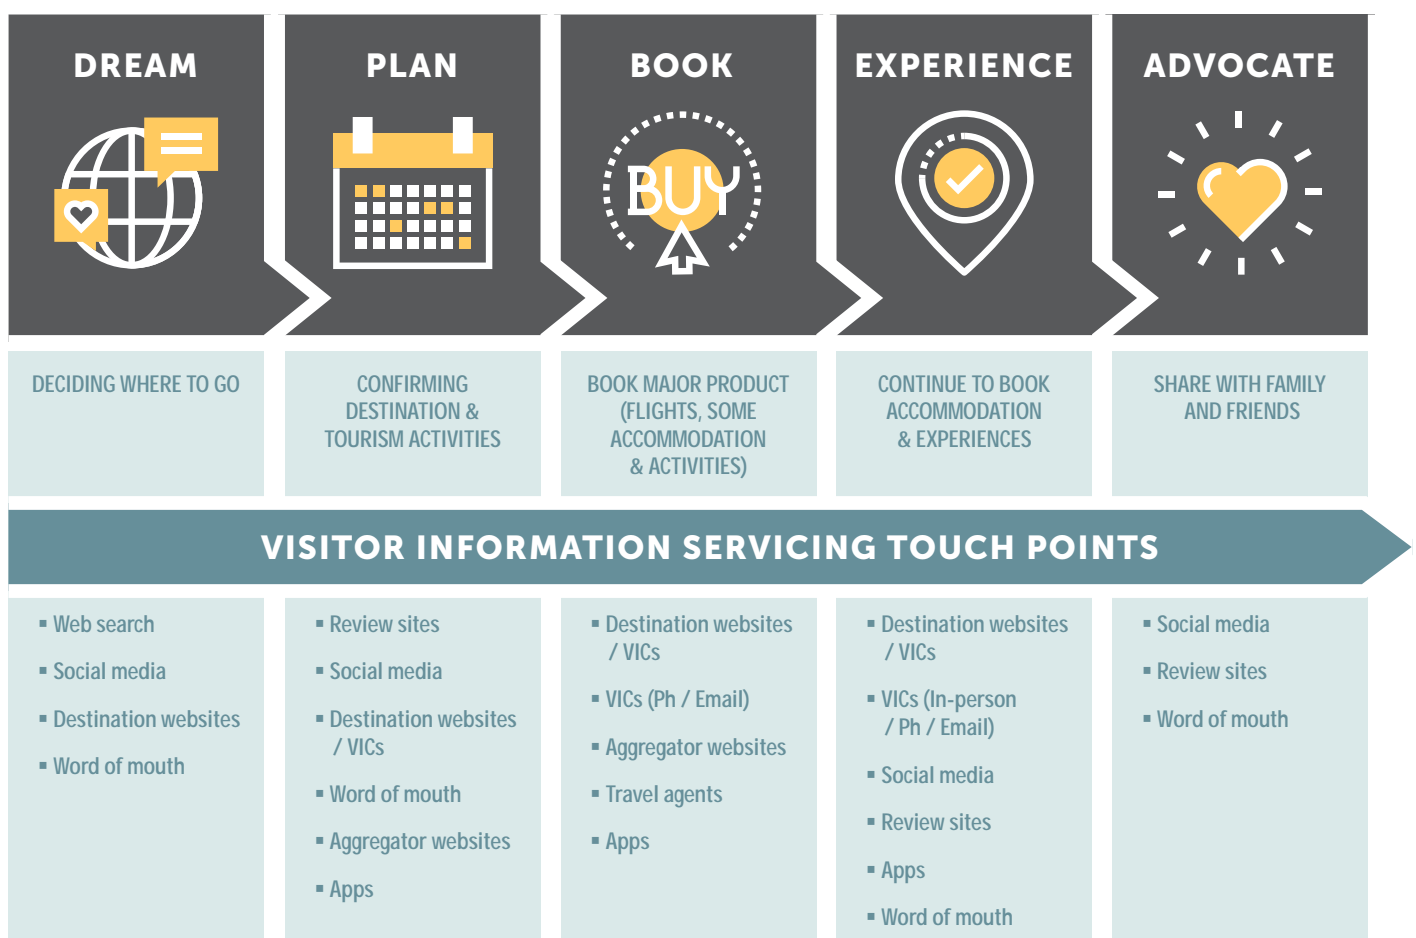 DREAM
PLAN
BOOK
EXPERIENCE
ADVOCATE
BUY
DECIDING WHERE TO GO
CONFIRMING
DESTINATION &
TOURISM ACTIVITIES
BOOK MAJOR PRODUCT
(FLIGHTS, SOME
ACCOMMODATION
& ACTIVITIES)
CONTINUE TO BOOK
ACCOMMODATION
& EXPERIENCES
SHARE WITH FAMILY
AND FRIENDS
VISITOR INFORMATION SERVICING TOUCH POINTS
▪ Web search
▪ Social media
▪ Destination websites
▪ Word of mouth
▪ Review sites
▪ Social media
▪ Destination websites
/ VICs
▪ Word of mouth
▪ Aggregator websites
▪ Apps
▪ Destination websites
/ VICs
▪ VICs (Ph / Email)
▪ Aggregator websites
▪ Travel agents
▪ Apps
▪ Destination websites
/ VICs
▪ VICs (In-person
/ Ph / Email)
▪ Social media
▪ Review sites
▪ Apps
▪ Word of mouth
▪ Social media
▪ Review sites
▪ Word of mouth